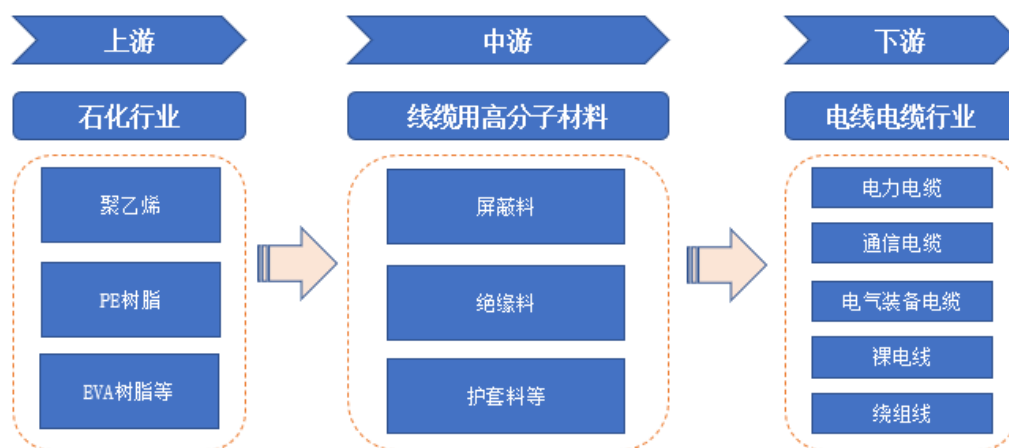 上游
中游
下游
石化行业
线缆用高分子材料
电线电缆行业
聚乙烯
PE树脂
EVA树脂等
屏蔽料
绝缘料
护套料等
电力电缆
通信电缆
电气装备电缆
裸电线
绕组线